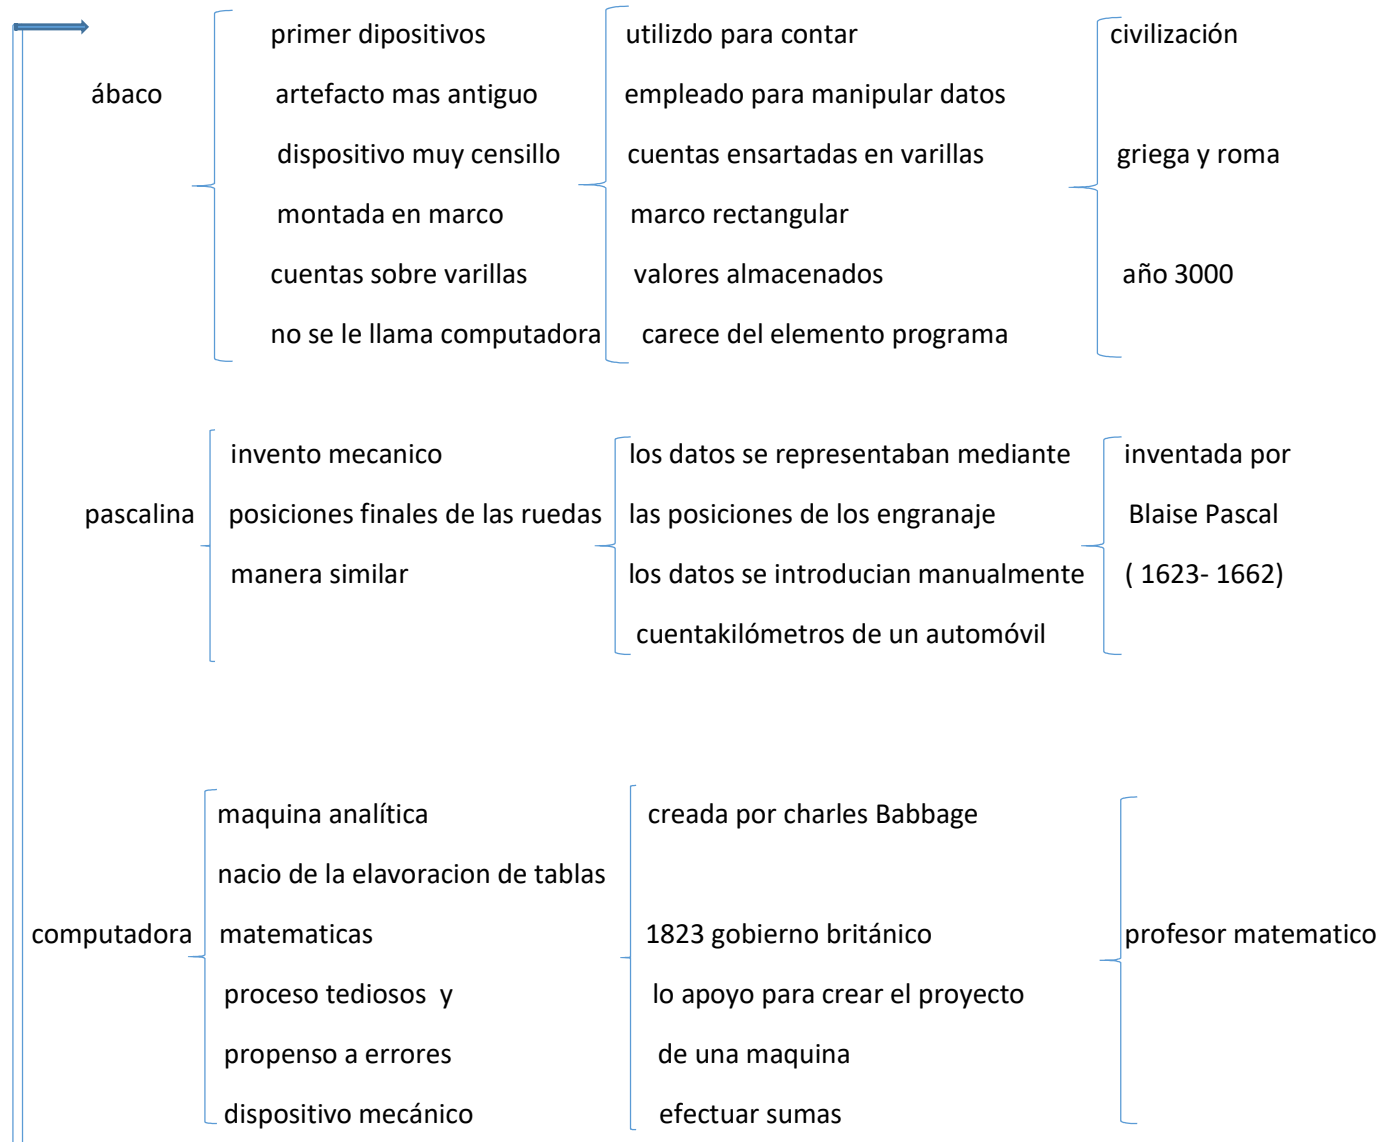 primer dipositivos utilizdo para contar civilización
ábaco artefacto mas antiguo empleado para manipular datos
dispositivo muy censillo cuentas ensartadas en varillas griega y roma
montada en marco marco rectangular
cuentas sobre varillas valores almacenados año 3000
no se le llama computadora carece del elemento programa
invento mecanico los datos se representaban mediante inventada por
pascalina posiciones finales de las ruedas las posiciones de los engranaje Blaise Pascal
manera similar los datos se introducian manualmente ( 1623- 1662)
cuentakilómetros de un automóvil
maquina analítica creada por charles Babbage
nacio de la elavoracion de tablas
computadora matematicas 1823 gobierno británico profesor matematico
proceso tediosos y lo apoyo para crear el proyecto
propenso a errores de una maquina
dispositivo mecánico efectuar sumas